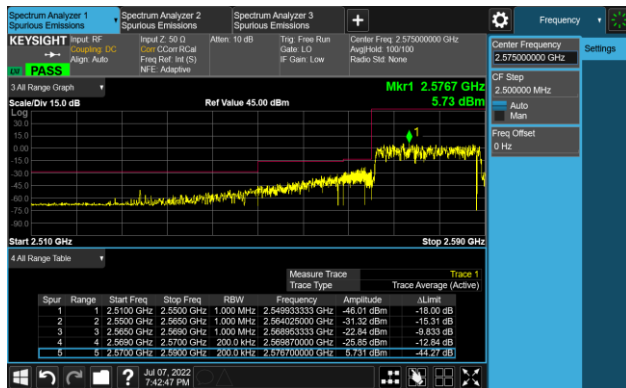 Spectrum Analyzer 1
Spurious Emissions
Spectrum Analyzer 2
Spurious Emissions
Spectrum Analyzer 3
Spurious Emissions
Frequency
KEYSIGHT
Input: RF
Coupling: DC
Align: Auto
Input Z: 50 Ω
Corr CCorr RCal
Freq Ref: Int (S)
NFE: Adaptive
Atten: 10 dB
Trig: Free Run
Gate: LO
IF Gain: Low
Center Freq: 2.575000000 GHz
Avg|Hold: 100/100
Radio Std: None
PASS
Center Frequency
2.575000000 GHz
Settings
CF Step
2.500000 MHz
Auto
Man
Freq Offset
0 Hz
3 All Range Graph
Mkr1 2.5767 GHz
5.73 dBm
Scale/Div 15.0 dB
Ref Value 45.00 dBm
Log
30.0
15.0
0.00
-15.0
-30.0
-45.0
-60.0
-75.0
-90.0
1
Start 2.510 GHz
Stop 2.590 GHz
4 All Range Table
Measure Trace Trace 1
Trace Type Trace Average (Active)
Spur Range Start Freq Stop Freq RBW Frequency Amplitude ΔLimit
1 1 2.5100 GHz 2.5500 GHz 1.000 MHz 2.549933333 GHz -46.01 dBm -18.00 dB
2 2 2.5500 GHz 2.5650 GHz 1.000 MHz 2.564025000 GHz -31.32 dBm -15.31 dB
3 3 2.5650 GHz 2.5690 GHz 1.000 MHz 2.568953333 GHz -22.84 dBm -9.833 dB
4 4 2.5690 GHz 2.5700 GHz 200.0 kHz 2.569870000 GHz -25.85 dBm -12.84 dB
5 5 2.5700 GHz 2.5900 GHz 200.0 kHz 2.576700000 GHz 5.731 dBm -44.27 dB
Jul 07, 2022
7:42:47 PM